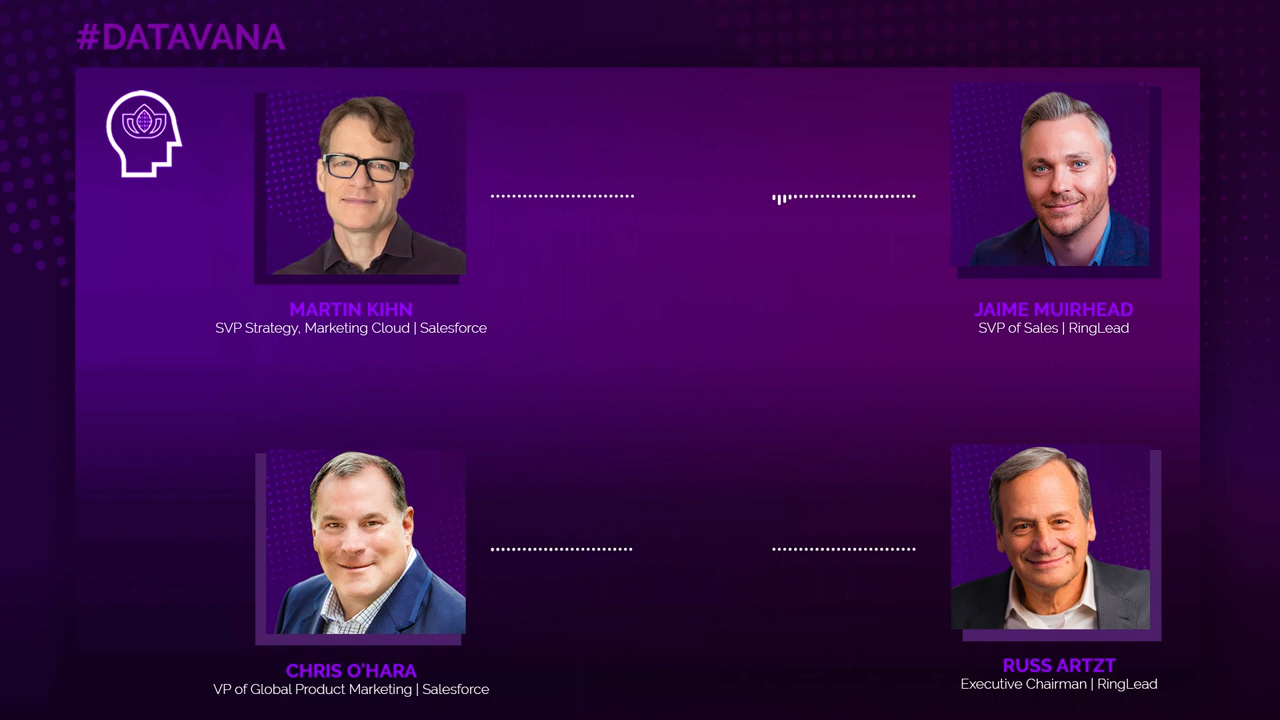 #DATAVANA
MARTIN KIHN
SVP Strategy, Marketing Cloud | Salesforce
JAIME MUIRHEAD
SVP of Sales | RingLead
CHRIS O'HARA
VP of Global Product Marketing | Salesforce
RUSS ARTZT
Executive Chairman | RingLead